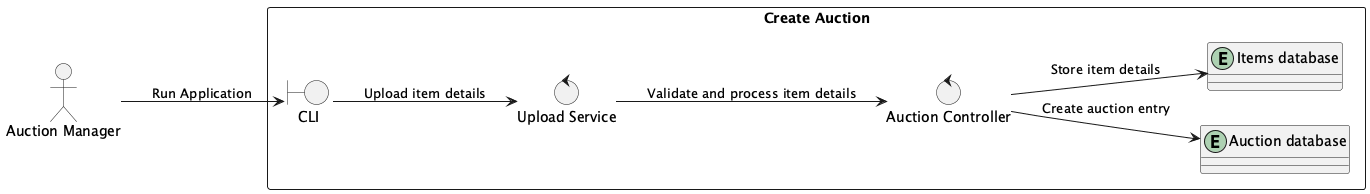 Create Auction
Auction Manager
Run Application
CLI
Upload item details
Upload Service
Validate and process item details
Auction Controller
Store item details
Create auction entry
E Items database
E Auction database